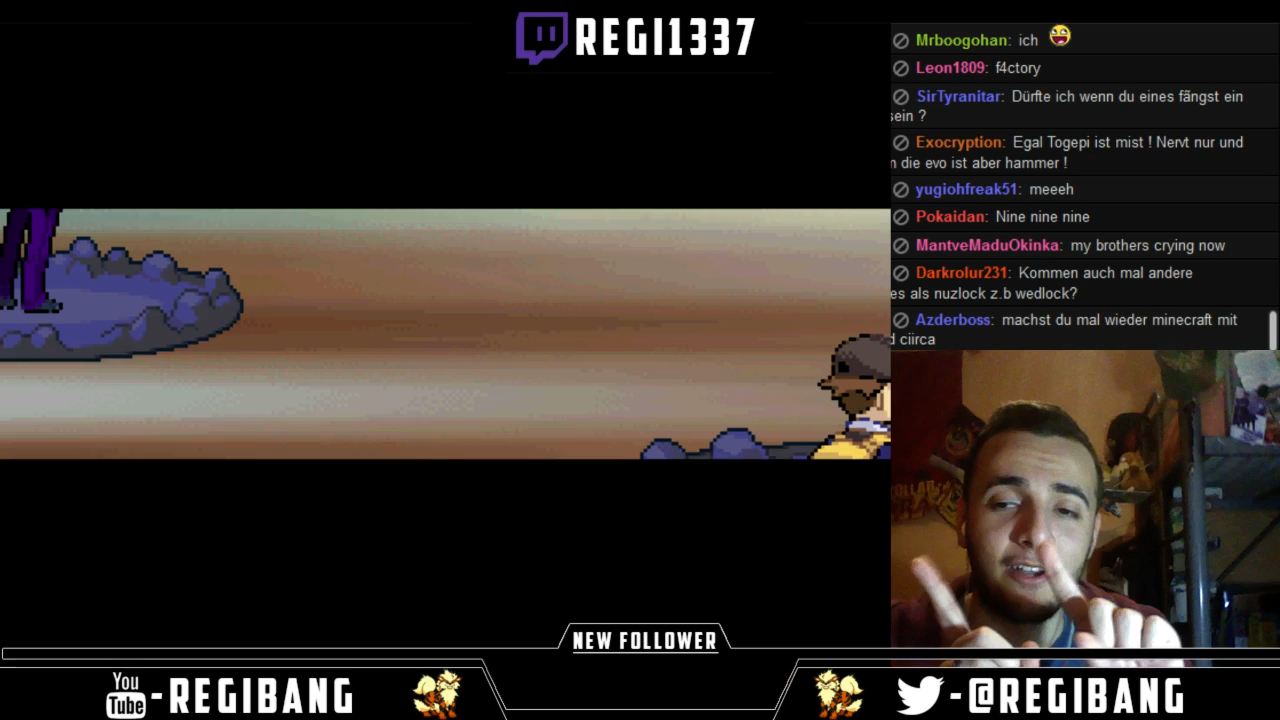 REGI1337
Mrboogohan: ich
Leon1809: f4ctory
SirTyranitar: Dürfte ich wenn du eines fãngst ein
sein ?
Exocryption: Egal Togepi ist mist ! Nervt nur und
die evo ist aber hammer !
yugiohfreak51: meeeh
Pokaidan: Nine nine nine
MantveMaduOkinka: my brothers crying now
Darkrolur231: Kommen auch mal andere
es als nuzlock z.b wedlock?
Azderboss: machst du mal wieder minecraft mit
ciirca
NEW FOLLOWER
You
Tube -REGIBANG
-@REGIBANG